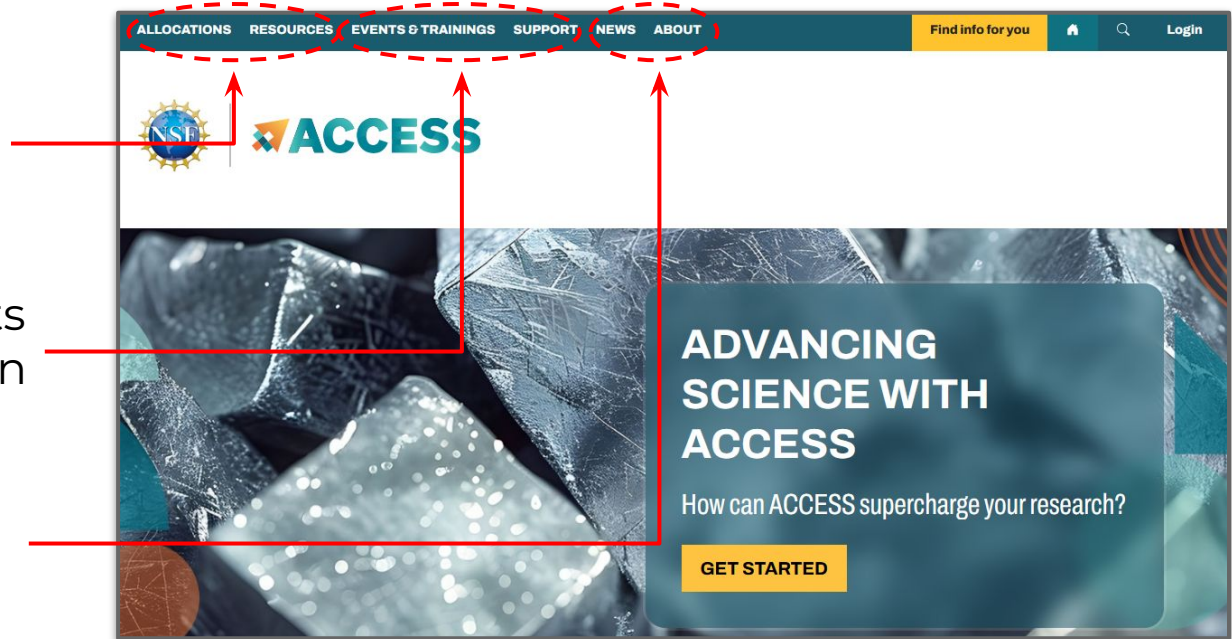 ALLOCATIONS RESOURCES EVENTS & TRAININGS SUPPORT NEWS ABOUT Find info for you Login
NSF ACCESS
ADVANCING
SCIENCE WITH
ACCESS
How can ACCESS supercharge your research?
GET STARTED